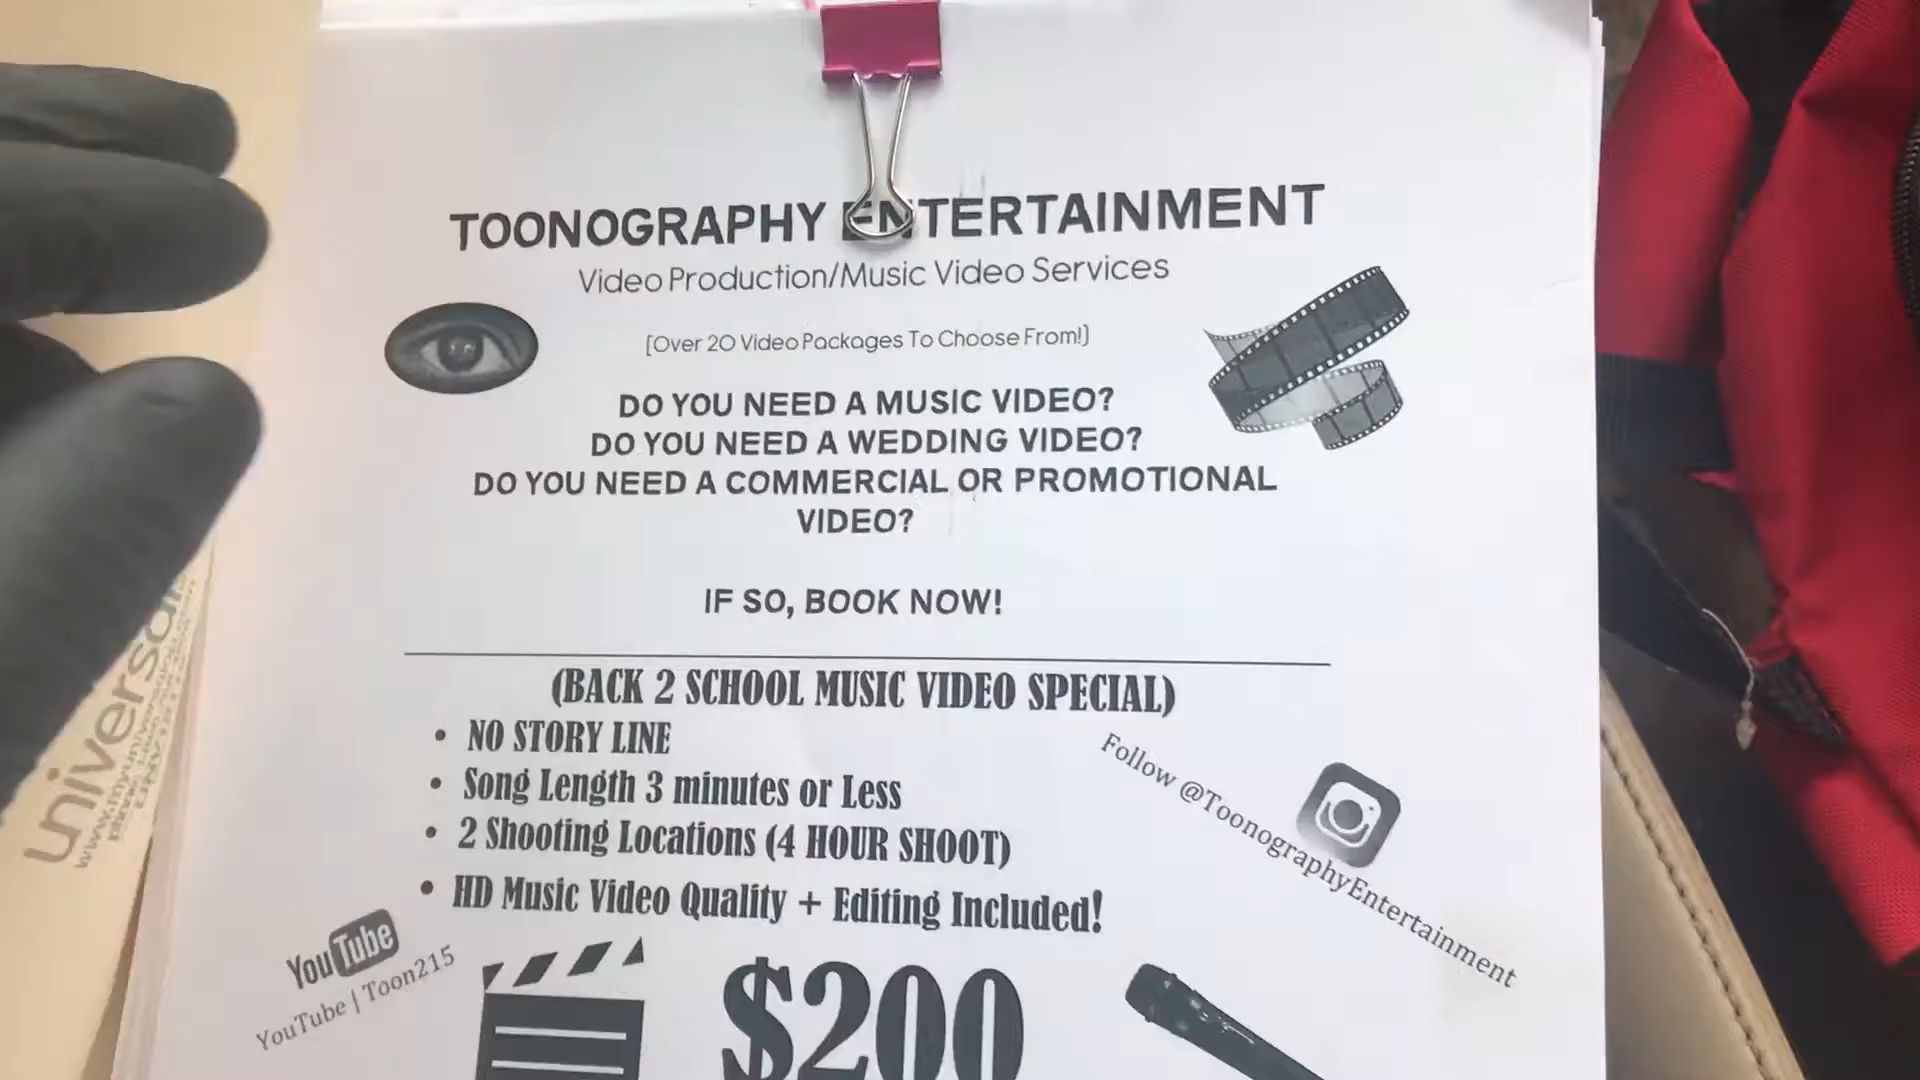 TOONOGRAPHY ENTERTAINMENT
Video Production/Music Video Services
[Over 20 Video Packages To Choose From!]
DO YOU NEED A MUSIC VIDEO?
DO YOU NEED A WEDDING VIDEO?
DO YOU NEED A COMMERCIAL OR PROMOTIONAL
VIDEO?
IF SO, BOOK NOW!
(BACK 2 SCHOOL MUSIC VIDEO SPECIAL)
• NO STORY LINE
• Song Length 3 minutes or Less
• 2 Shooting Locations (4 HOUR SHOOT)
• HD Music Video Quality + Editing Included!
Follow @ToonographyEntertainment
YouTube
YouTube | Toon215
$200
universal